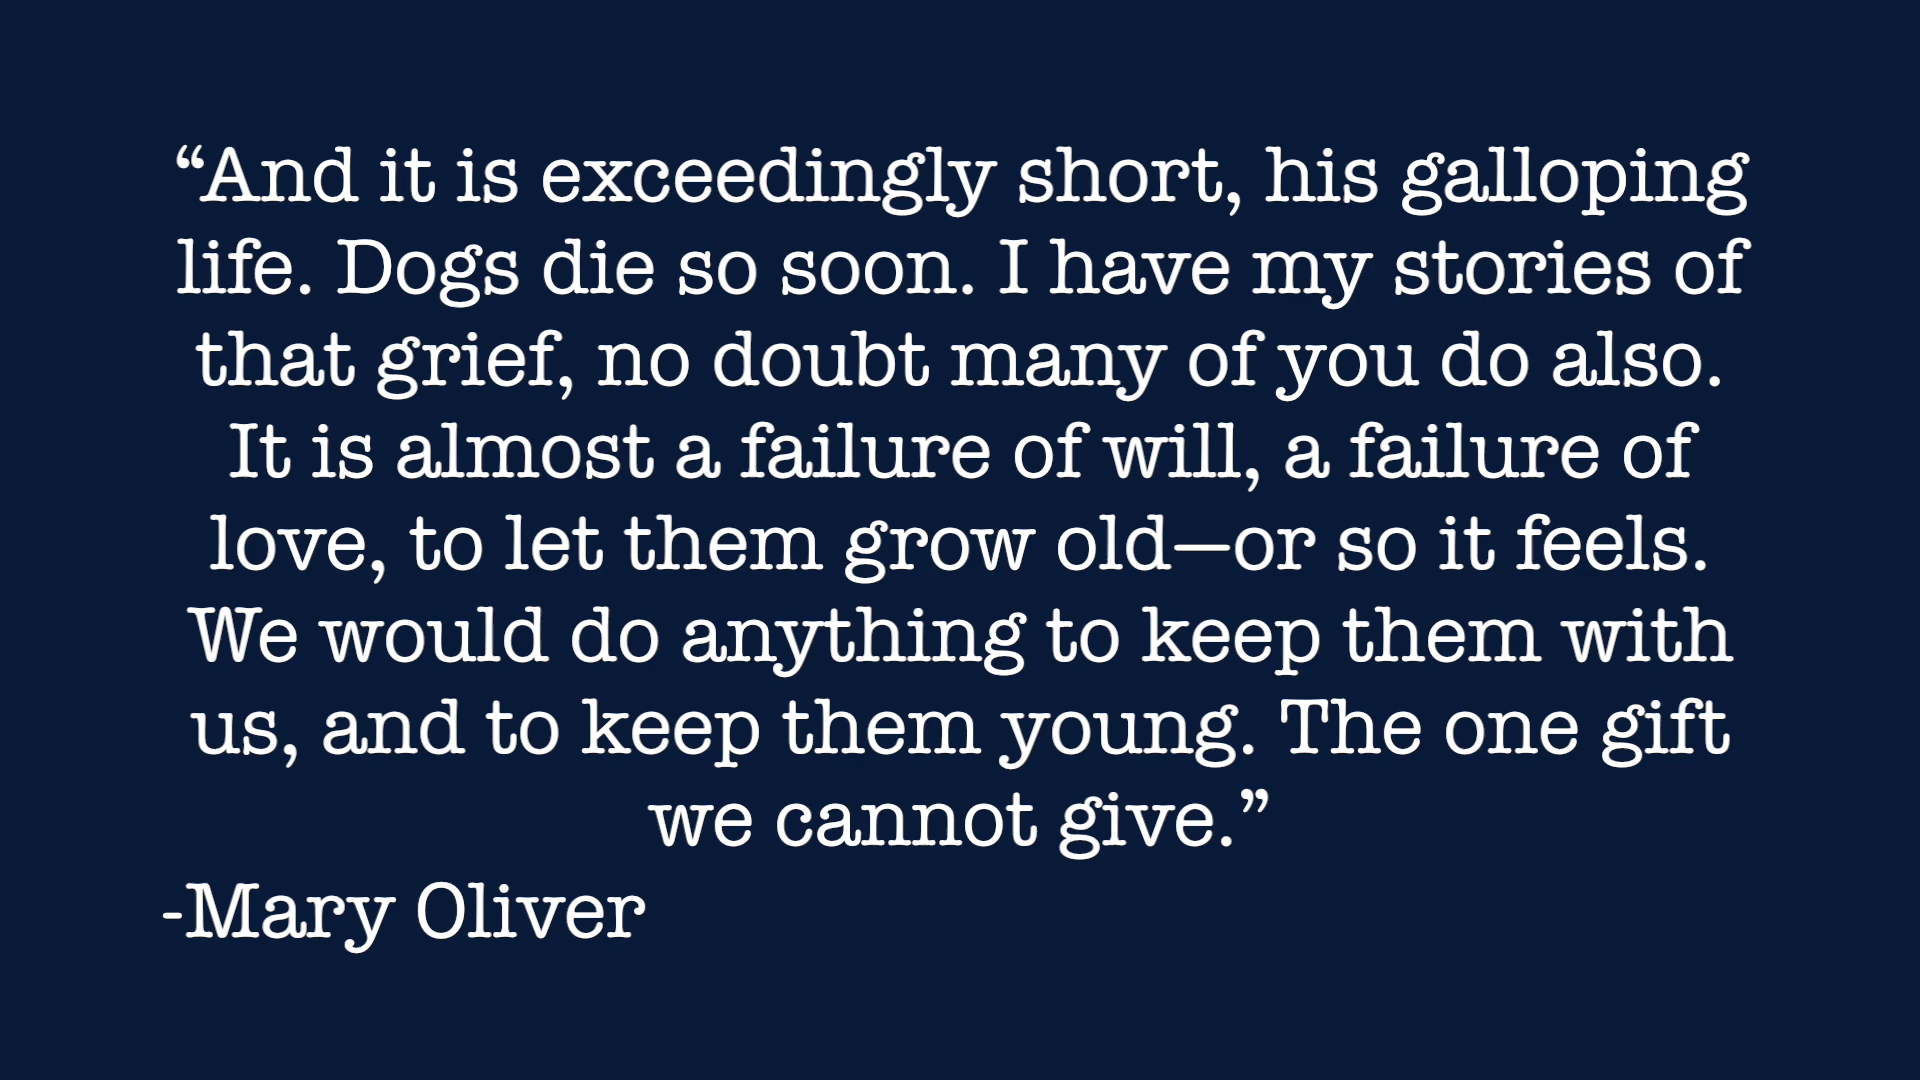 “And it is exceedingly short, his galloping
life. Dogs die so soon. I have my stories of
that grief, no doubt many of you do also.
It is almost a failure of will, a failure of
love, to let them grow old—or so it feels.
We would do anything to keep them with
us, and to keep them young. The one gift
we cannot give.”
-Mary Oliver